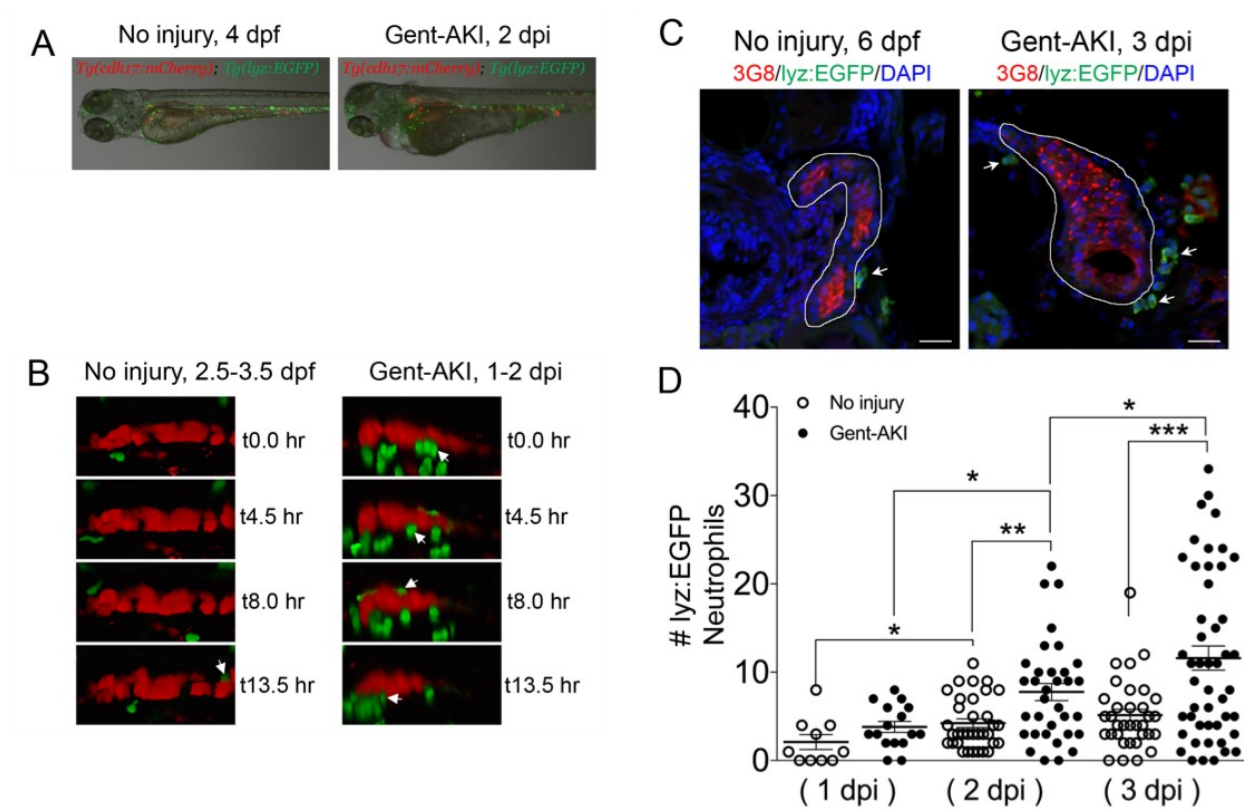 A
No injury, 4 dpf
Gent-AKI, 2 dpi
Tg(cdh17:mCherry); Tg(lyz:EGFP)
Tg(cdh17:mCherry); Tg(lyz:EGFP)
B
No injury, 2.5-3.5 dpf
Gent-AKI, 1-2 dpi
t0.0 hr
t0.0 hr
t4.5 hr
t4.5 hr
t8.0 hr
t8.0 hr
t13.5 hr
t13.5 hr
C
No injury, 6 dpf
Gent-AKI, 3 dpi
3G8/lyz:EGFP/DAPI
3G8/lyz:EGFP/DAPI
D
# lyz:EGFP
Neutrophils
40
30
20
10
0
No injury
Gent-AKI
*
*
**
*
***
( 1 dpi )
( 2 dpi )
( 3 dpi )